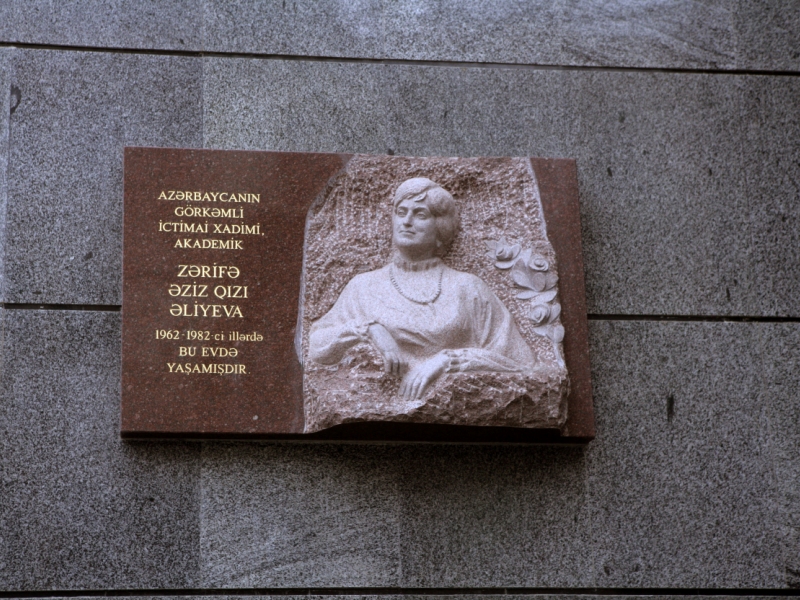 AZƏRBAYCANIN
GÖRKƏMLİ
İCTİMAİ XADİMİ,
AKADEMİK
ZƏRİFƏ
ƏZİZ QIZI
ƏLİYEVA
1962-1982-ci illərdə
BU EVDƏ
YAŞAMIŞDIR